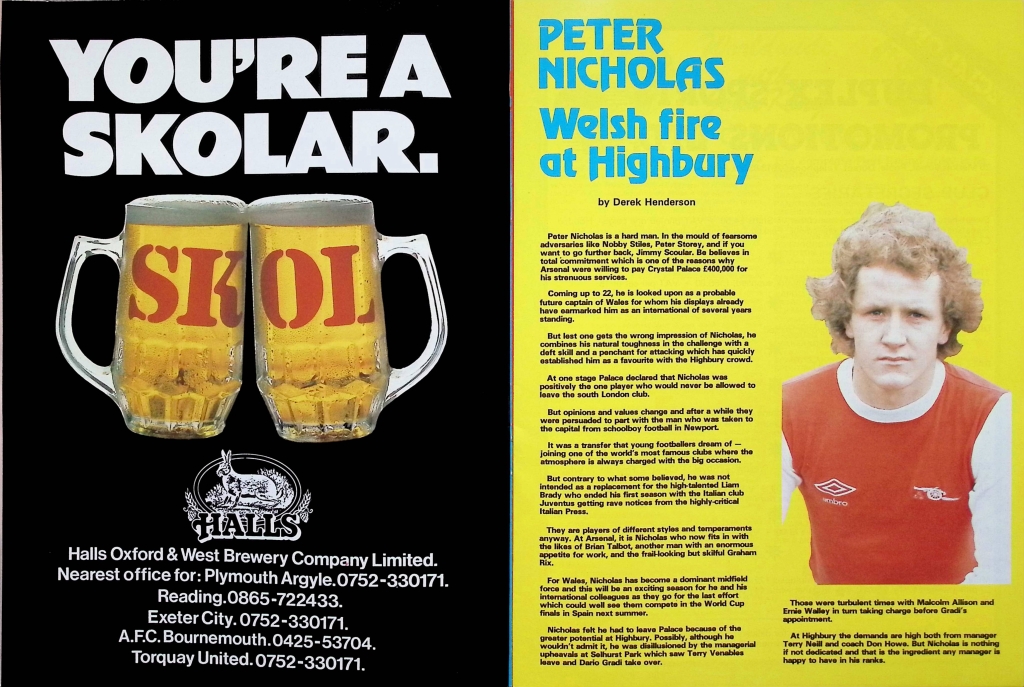 YOU'RE A
SKOLAR.
SKOL
HALLS
Halls Oxford & West Brewery Company Limited.
Nearest office for: Plymouth Argyle.0752-330171.
Reading.0865-722433.
Exeter City. 0752-330171.
A.F.C. Bournemouth. 0425-53704.
Torquay United. 0752-330171.
PETER
NICHOLAS
Welsh fire
at Highbury
by Derek Henderson
Peter Nicholas is a hard man. In the mould of fearsome
adversaries like Nobby Stiles, Peter Storey, and if you
want to go further back, Jimmy Scoular. Be believes in
total commitment which is one of the reasons why
Arsenal were willing to pay Crystal Palace £400,000 for
his strenuous services.
Coming up to 22, he is looked upon as a probable
future captain of Wales for whom his displays already
have earmarked him as an international of several years
standing.
But lest one gets the wrong impression of Nicholas, he
combines his natural toughness in the challenge with a
deft skill and a penchant for attacking which has quickly
established him as a favourite with the Highbury crowd.
At one stage Palace declared that Nicholas was
positively the one player who would never be allowed to
leave the south London club.
But opinions and values change and after a while they
were persuaded to part with the man who was taken to
the capital from schoolboy football in Newport.
It was a transfer that young footballers dream of —
joining one of the world's most famous clubs where the
atmosphere is always charged with the big occasion.
But contrary to what some believed, he was not
intended as a replacement for the high-talented Liam
Brady who ended his first season with the Italian club
Juventus getting rave notices from the highly-critical
Italian Press.
They are players of different styles and temperaments
anyway. At Arsenal, it is Nicholas who now fits in with
the likes of Brian Talbot, another man with an enormous
appetite for work, and the frail-looking but skilful Graham
Rix.
For Wales, Nicholas has become a dominant midfield
force and this will be an exciting season for he and his
international colleagues as they go for the last effort
which could well see them compete in the World Cup
finals in Spain next summer.
Nicholas felt he had to leave Palace because of the
greater potential at Highbury. Possibly, although he
wouldn't admit it, he was disillusioned by the managerial
upheavals at Selhurst Park which saw Terry Venables
leave and Dario Gradi take over.
umbro
Those were turbulent times with Malcolm Allison and
Ernie Walley in turn taking charge before Gradi's
appointment.
At Highbury the demands are high both from manager
Terry Neill and coach Don Howe. But Nicholas is nothing
if not dedicated and that is the ingredient any manager is
happy to have in his ranks.